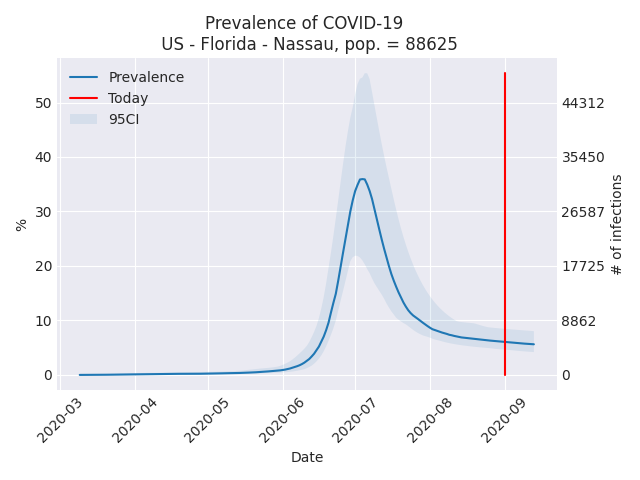 Prevalence of COVID-19
US - Florida - Nassau, pop. = 88625
Prevalence
Today
95CI
50
40
30
20
10
0
%
44312
35450
26587
17725
8862
0
# of infections
2020-03
2020-04
2020-05
2020-06
2020-07
2020-08
2020-09
Date